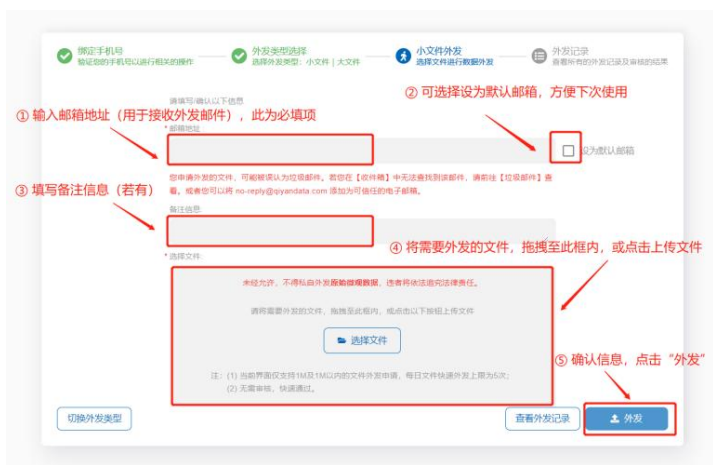 绑定手机号
验证您的手机号以进行相关的操作
外发类型选择
选择外发类型：小文件 | 大文件
小文件外发
选择文件进行数据外发
外发记录
查看所有的外发记录及审核的结果
请填写/确认以下信息
② 可选择设为默认邮箱，方便下次使用
① 输入邮箱地址（用于接收外发邮件），此为必填项
*邮箱地址:
设为默认邮箱
您申请外发的文件，可能被误认为垃圾邮件。若您在【收件箱】中无法查找到该邮件，请前往【垃圾邮件】查
看。或者您可以将 no-reply@qiyandata.com 添加为可信任的电子邮箱。
③ 填写备注信息（若有）
备注信息:
④ 将需要外发的文件，拖拽至此框内，或点击上传文件
*选择文件:
未经允许，不得私自外发原始微观数据，违者将依法追究法律责任。
请将需要外发的文件，拖拽至此框内，或点击以下按钮上传文件
选择文件
⑤ 确认信息，点击“外发”
注：(1) 当前界面仅支持1M及1M以内的文件外发申请，每日文件快速外发上限为5次；
(2) 无需审核，快速通过。
切换外发类型
查看外发记录
外发